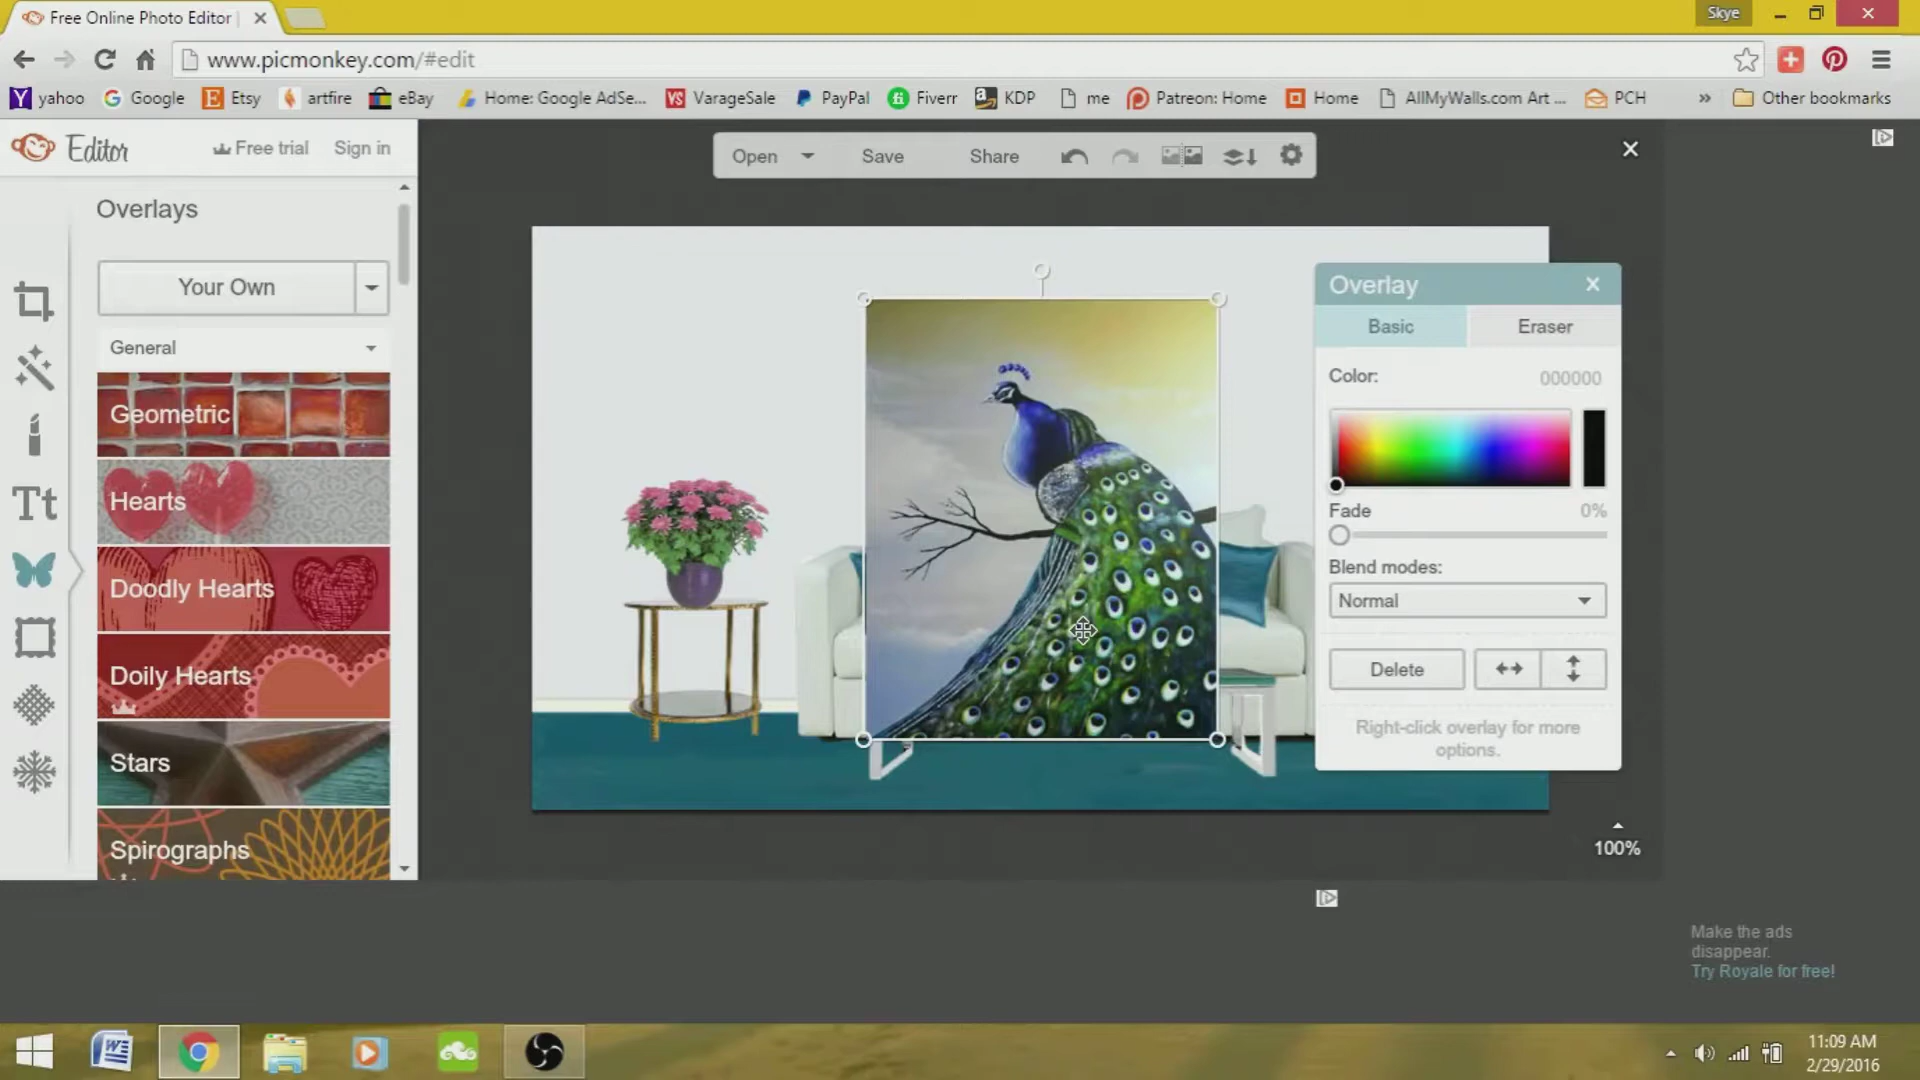 Free Online Photo Editor |
Skye
www.picmonkey.com/#edit
yahoo
Google
Etsy
artfire
eBay
Home: Google AdSe...
VarageSale
PayPal
Fiverr
KDP
me
Patreon: Home
Home
AllMyWalls.com Art ...
PCH
Other bookmarks
Editor
Free trial
Sign in
Open
Save
Share
Overlays
Your Own
General
Geometric
Hearts
Doodly Hearts
Doily Hearts
Stars
Spirographs
Tt
Overlay
Basic
Eraser
Color:
000000
Fade
0%
Blend modes:
Normal
Delete
Right-click overlay for more
options.
100%
Make the ads
disappear.
Try Royale for free!
11:09 AM
2/29/2016